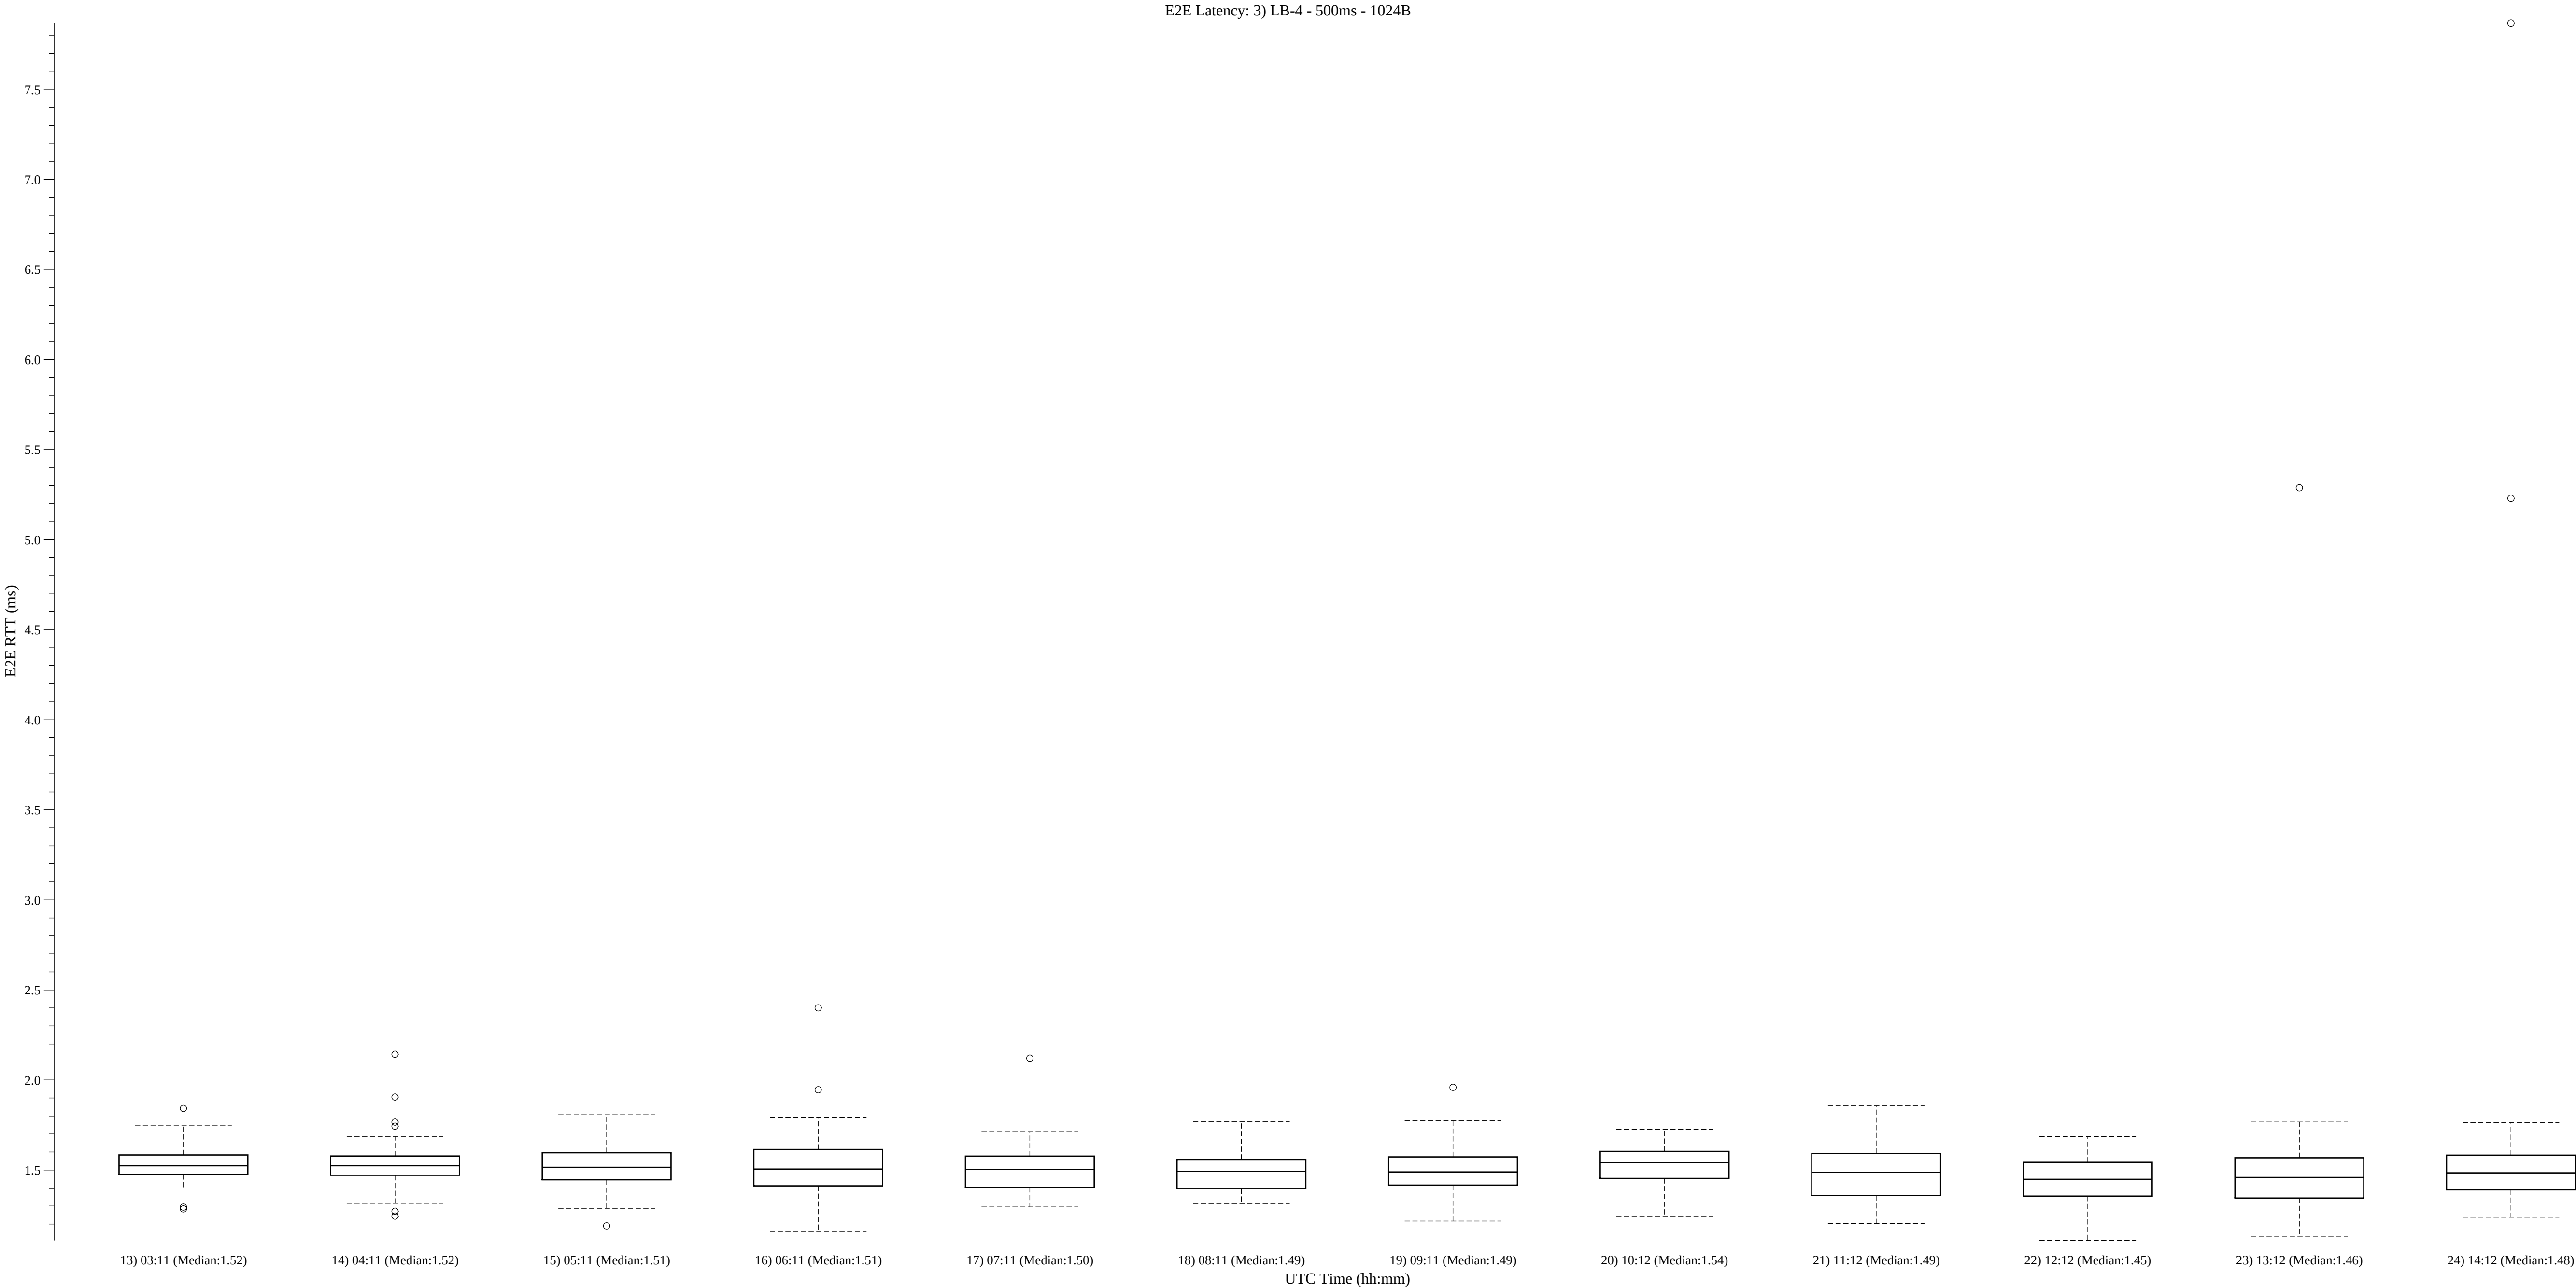 E2E Latency: 3) LB-4 - 500ms - 1024B
7.5
7.0
6.5
6.0
5.5
5.0
4.5
4.0
3.5
3.0
2.5
2.0
1.5
E2E RTT (ms)
13) 03:11 (Median:1.52)
14) 04:11 (Median:1.52)
15) 05:11 (Median:1.51)
16) 06:11 (Median:1.51)
17) 07:11 (Median:1.50)
18) 08:11 (Median:1.49)
19) 09:11 (Median:1.49)
20) 10:12 (Median:1.54)
21) 11:12 (Median:1.49)
22) 12:12 (Median:1.45)
23) 13:12 (Median:1.46)
24) 14:12 (Median:1.48)
UTC Time (hh:mm)